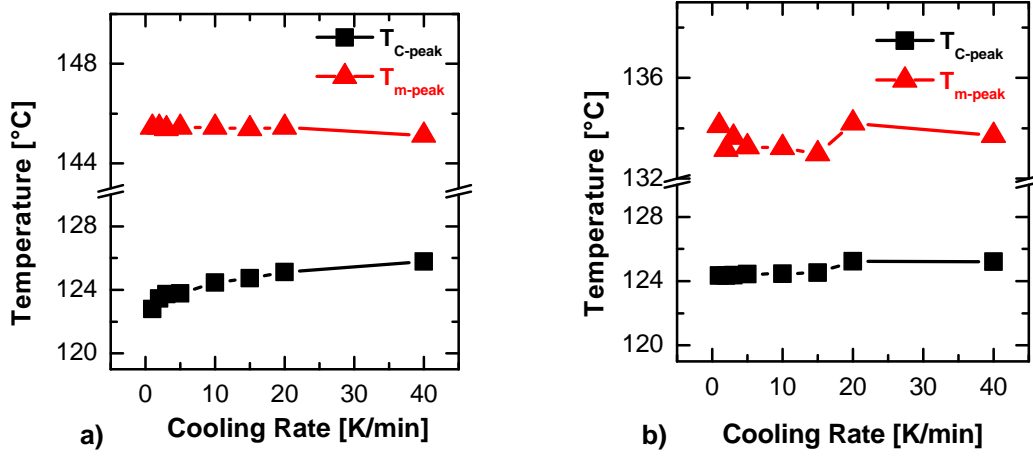 148
144
128
124
120
Temperature [°C]
T_C-peak
T_m-peak
0 10 20 30 40
Cooling Rate [K/min]
a)
136
132
128
124
120
Temperature [°C]
T_C-peak
T_m-peak
0 10 20 30 40
Cooling Rate [K/min]
b)